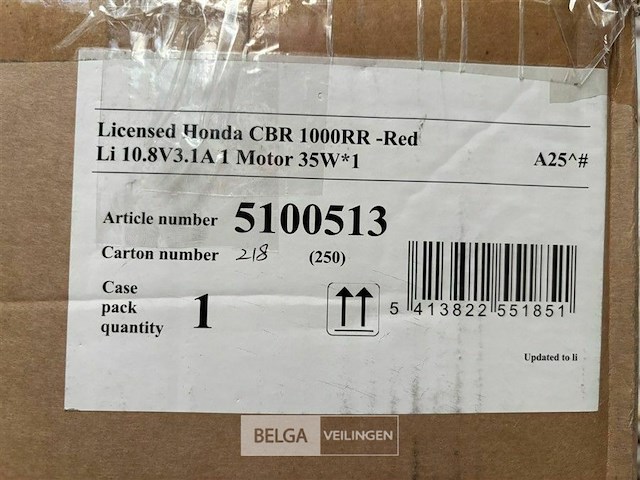 Licensed Honda CBR 1000RR -Red
Li 10.8V3.1A 1 Motor 35W*1 A25^#
Article number 5100513
Carton number 218 (250)
Case pack quantity 1
5 413822 551851
Updated to li
BELGA VEILINGEN